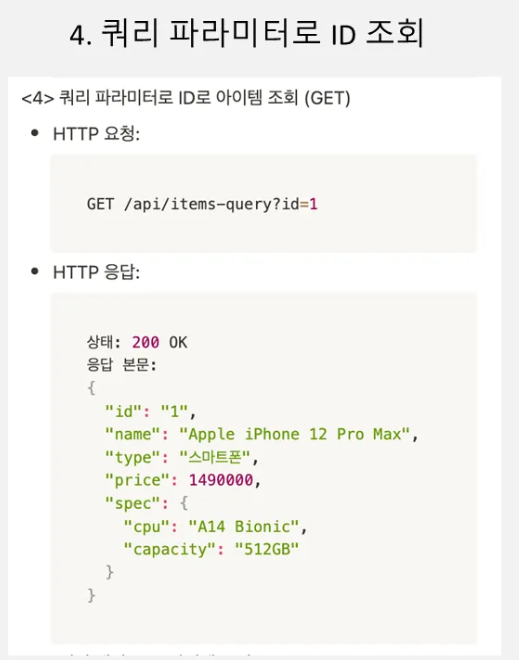 4. 쿼리 파라미터로 ID 조회
<4> 쿼리 파라미터로 ID로 아이템 조회 (GET)
• HTTP 요청:
GET /api/items-query?id=1
• HTTP 응답:
상태: 200 OK
응답 본문:
{
"id": "1",
"name": "Apple iPhone 12 Pro Max",
"type": "스마트폰",
"price": 1490000,
"spec": {
"cpu": "A14 Bionic",
"capacity": "512GB"
}
}